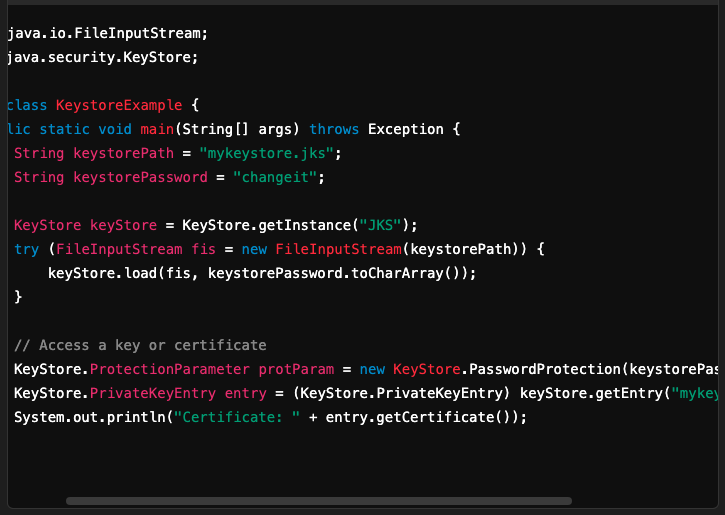 java.io.FileInputStream;
java.security.KeyStore;
class KeystoreExample {
lic static void main(String[] args) throws Exception {
String keystorePath = "mykeystore.jks";
String keystorePassword = "changeit";
KeyStore keyStore = KeyStore.getInstance("JKS");
try (FileInputStream fis = new FileInputStream(keystorePath)) {
keyStore.load(fis, keystorePassword.toCharArray());
}
// Access a key or certificate
KeyStore.ProtectionParameter protParam = new KeyStore.PasswordProtection(keystorePas
KeyStore.PrivateKeyEntry entry = (KeyStore.PrivateKeyEntry) keyStore.getEntry("mykey
System.out.println("Certificate: " + entry.getCertificate());